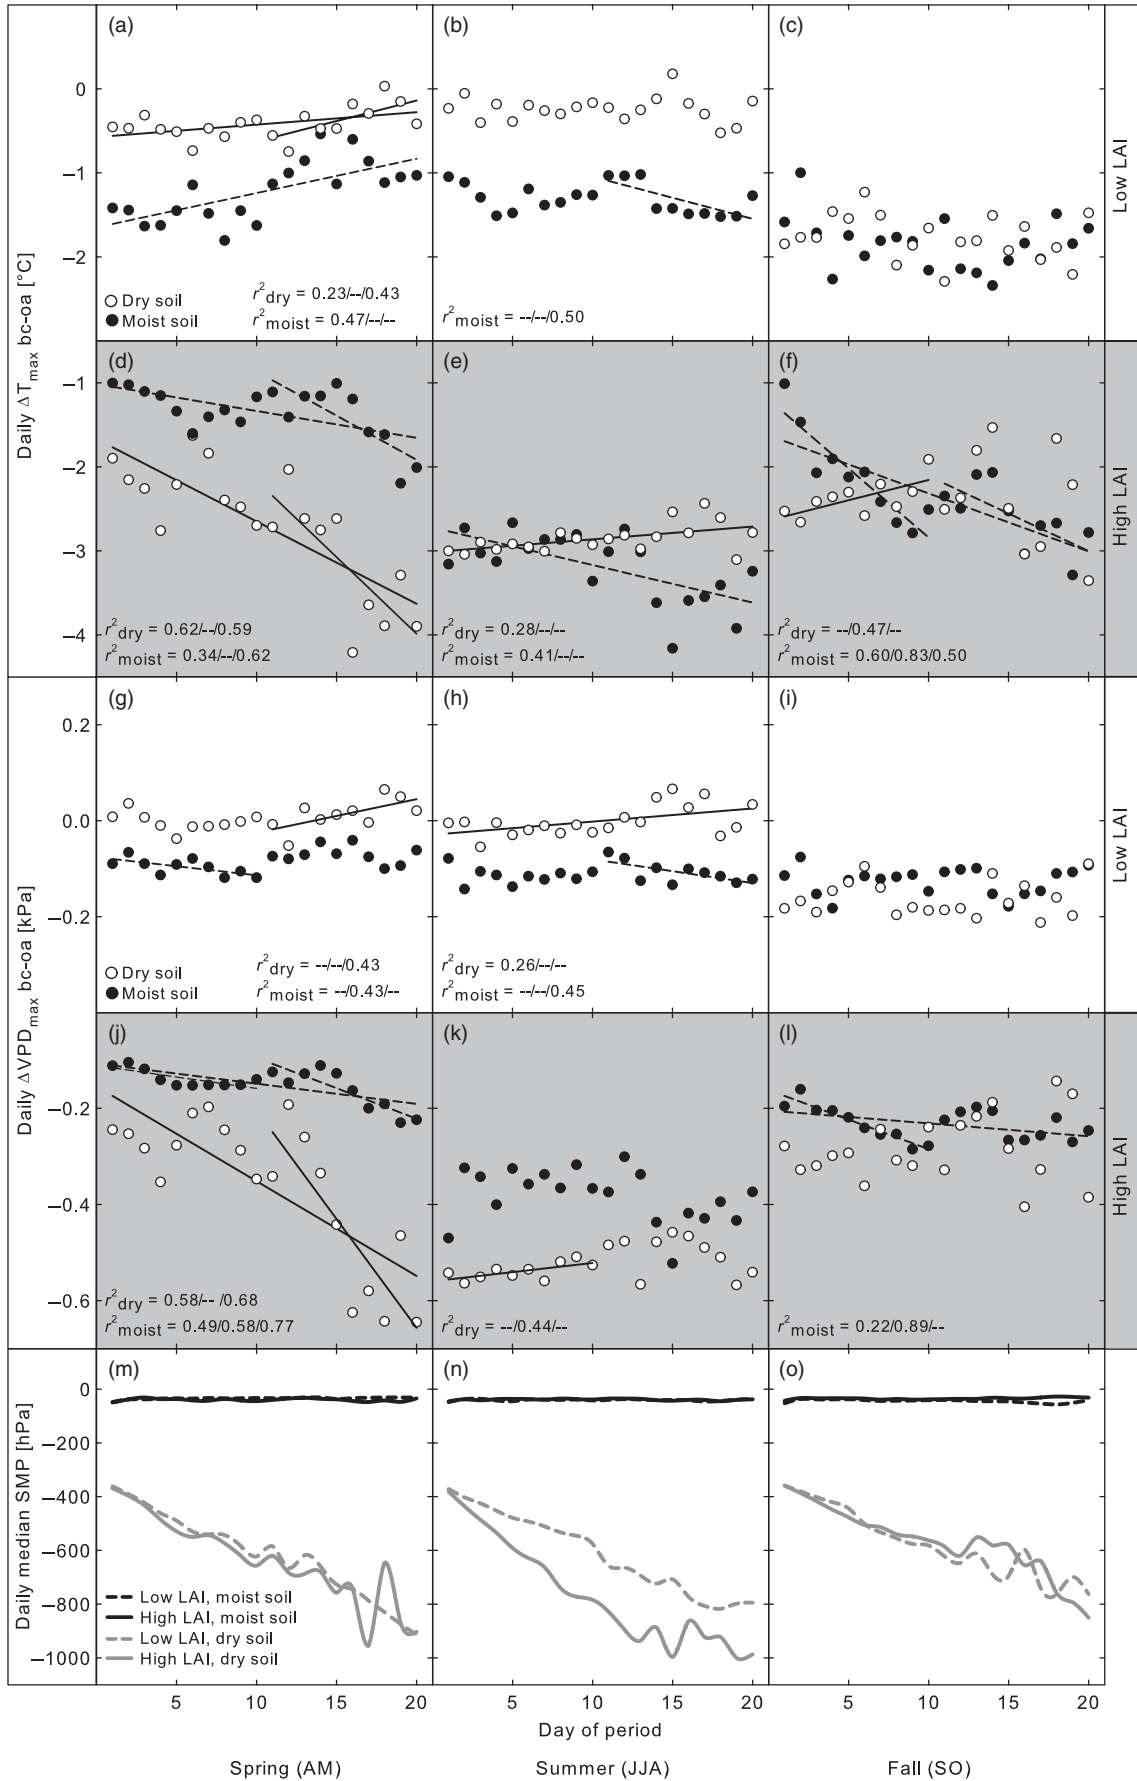 (a) (b) (c)
0
−1
−2
Dry soil
Moist soil
r²dry = 0.23/--/0.43
r²moist = 0.47/--/--
r²moist = --/--/0.50
Low LAI
Daily ΔTmax bc-oa [°C]
(d) (e) (f)
−1
−2
−3
−4
r²dry = 0.62/--/0.59
r²moist = 0.34/--/0.62
r²dry = 0.28/--/--
r²moist = 0.41/--/--
r²dry = --/0.47/--
r²moist = 0.60/0.83/0.50
High LAI
(g) (h) (i)
0.2
0.0
−0.2
Dry soil
Moist soil
r²dry = --/--/0.43
r²moist = --/0.43/--
r²dry = 0.26/--/--
r²moist = --/--/0.45
Low LAI
Daily ΔVPDmax bc-oa [kPa]
(j) (k) (l)
−0.2
−0.4
−0.6
r²dry = 0.58/-- /0.68
r²moist = 0.49/0.58/0.77
r²dry = --/0.44/--
r²moist = 0.22/0.89/--
High LAI
(m) (n) (o)
0
−200
−400
−600
−800
−1000
Daily median SMP [hPa]
Low LAI, moist soil
High LAI, moist soil
Low LAI, dry soil
High LAI, dry soil
5 10 15 20 5 10 15 20 5 10 15 20
Day of period
Spring (AM) Summer (JJA) Fall (SO)